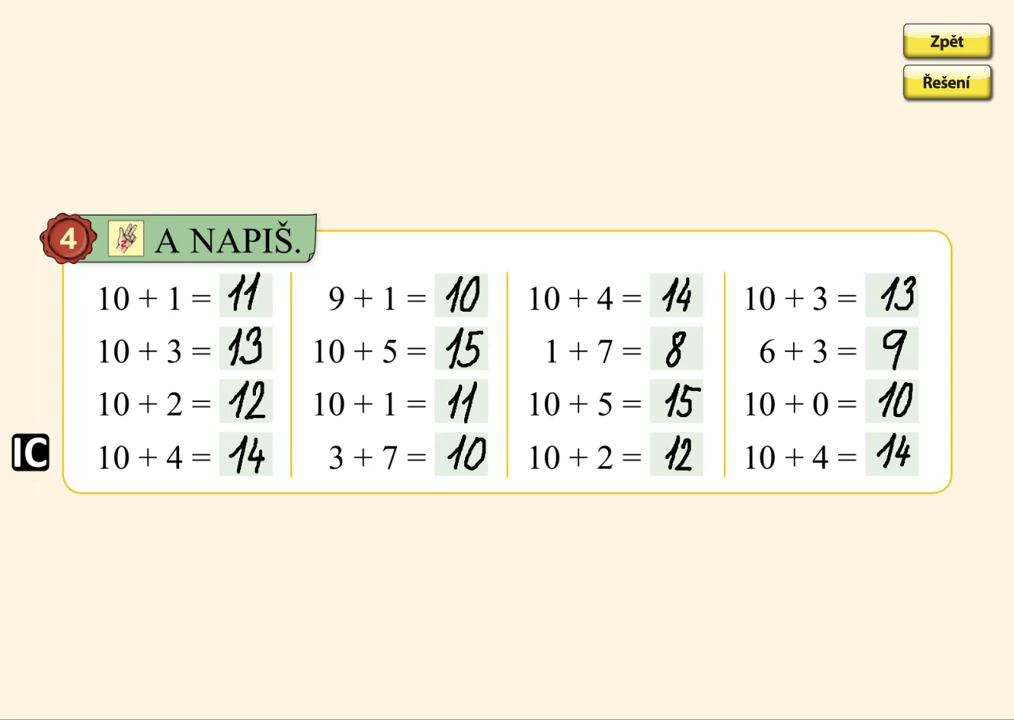 Zpět
Řešení
4 A NAPIŠ.
10 + 1 = 11 9 + 1 = 10 10 + 4 = 14 10 + 3 = 13
10 + 3 = 13 10 + 5 = 15 1 + 7 = 8 6 + 3 = 9
10 + 2 = 12 10 + 1 = 11 10 + 5 = 15 10 + 0 = 10
IC 10 + 4 = 14 3 + 7 = 10 10 + 2 = 12 10 + 4 = 14